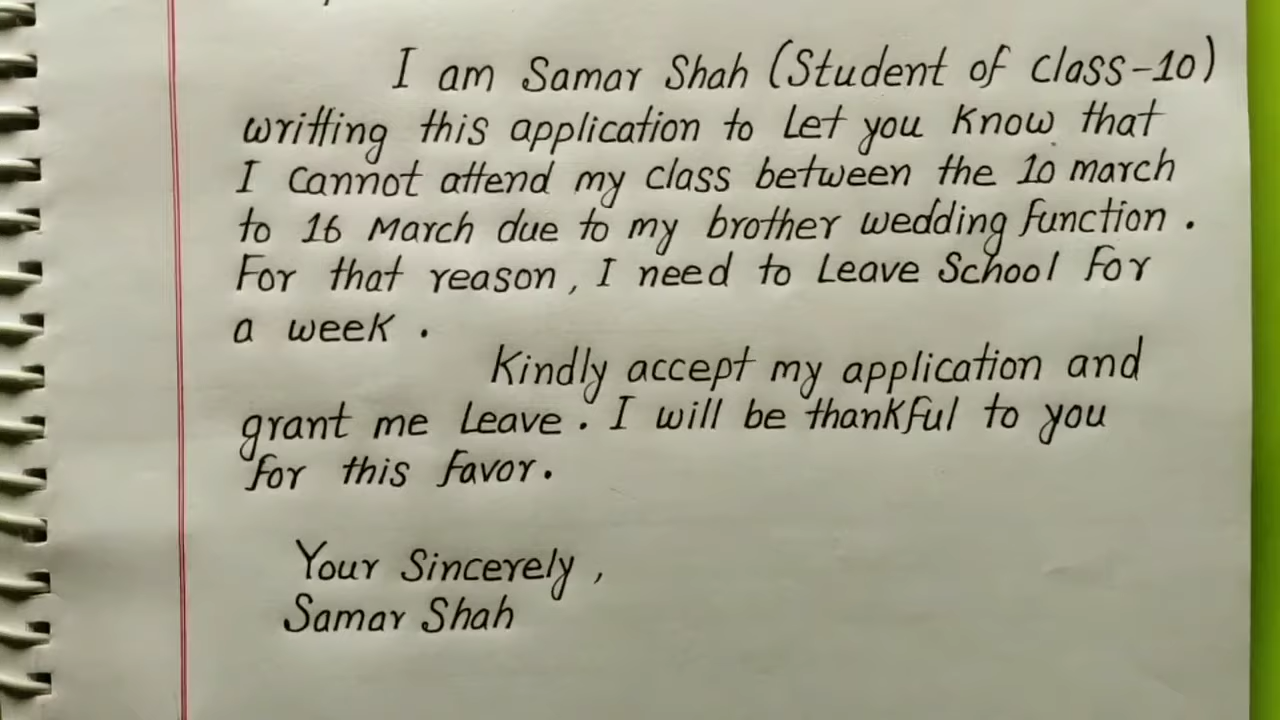 I am Samar Shah (Student of class-10)
writting this application to Let you Know that
I cannot attend my class between the 10 march
to 16 March due to my brother wedding function .
For that reason , I need to Leave School For
a week .
Kindly accept my application and
grant me Leave . I will be thankful to you
for this favor .
Your Sincerely ,
Samar Shah